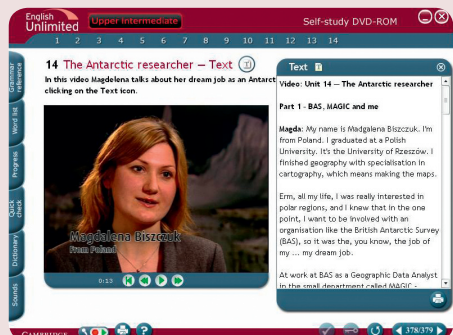 English
Unlimited
Upper Intermediate
Self-study DVD-ROM
1 2 3 4 5 6 7 8 9 10 11 12 13 14
Grammar reference
Word list
Progress
Quick check
Dictionary
Sounds
14 The Antarctic researcher – Text
In this video Magdelena talks about her dream job as an Antarct
clicking on the Text icon.
Magdalena Biszczuk
From Poland
0:13
Text
Video: Unit 14 – The Antarctic researcher
Part 1 - BAS, MAGIC and me
Magda: My name is Madgalena Biszczuk. I'm
from Poland. I graduated at a Polish
University. It's the University of Rzeszów. I
finished geography with specialisation in
cartography, which means making the maps.
Erm, all my life, I was really interested in
polar regions, and I knew that in the one
point, I want to be involved with an
organisation like the British Antarctic Survey
(BAS), so it was the, you know, the job of
my ... my dream job.
At work at BAS as a Geographic Data Analyst
in the small department called MAGIC -
CAMBRIDGE
?
378/379